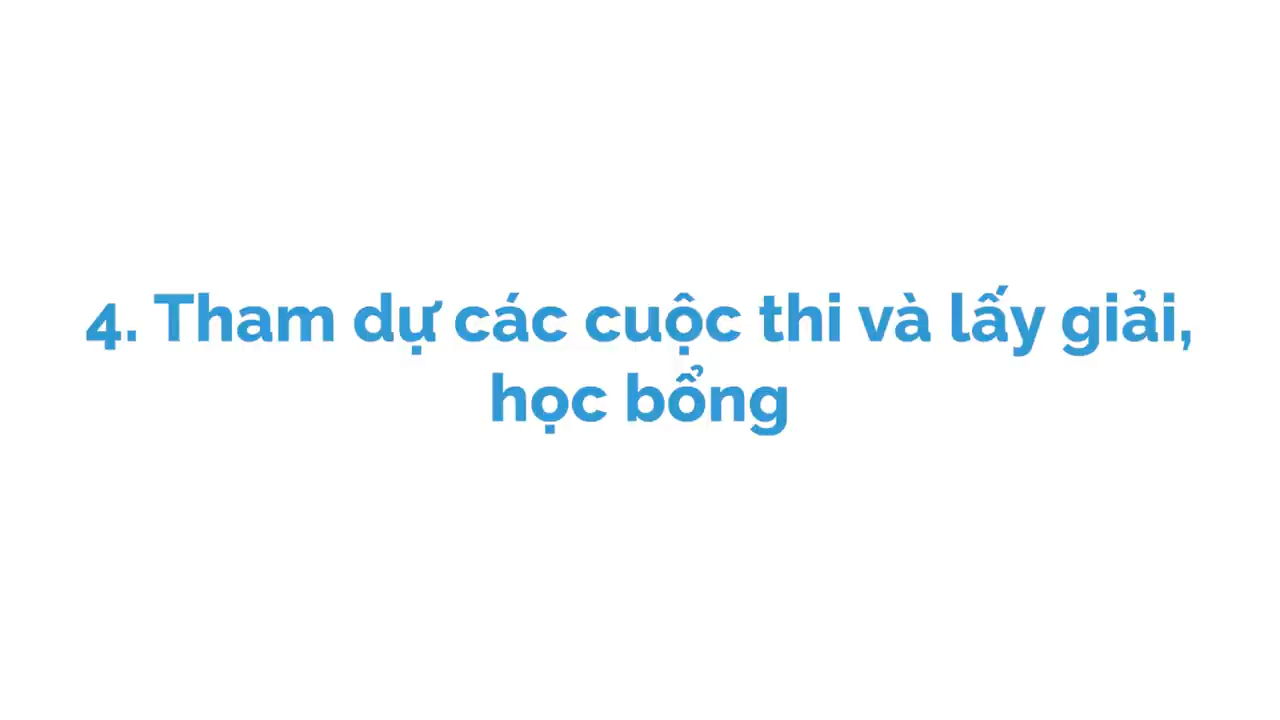 4. Tham dự các cuộc thi và lấy giải,
học bổng